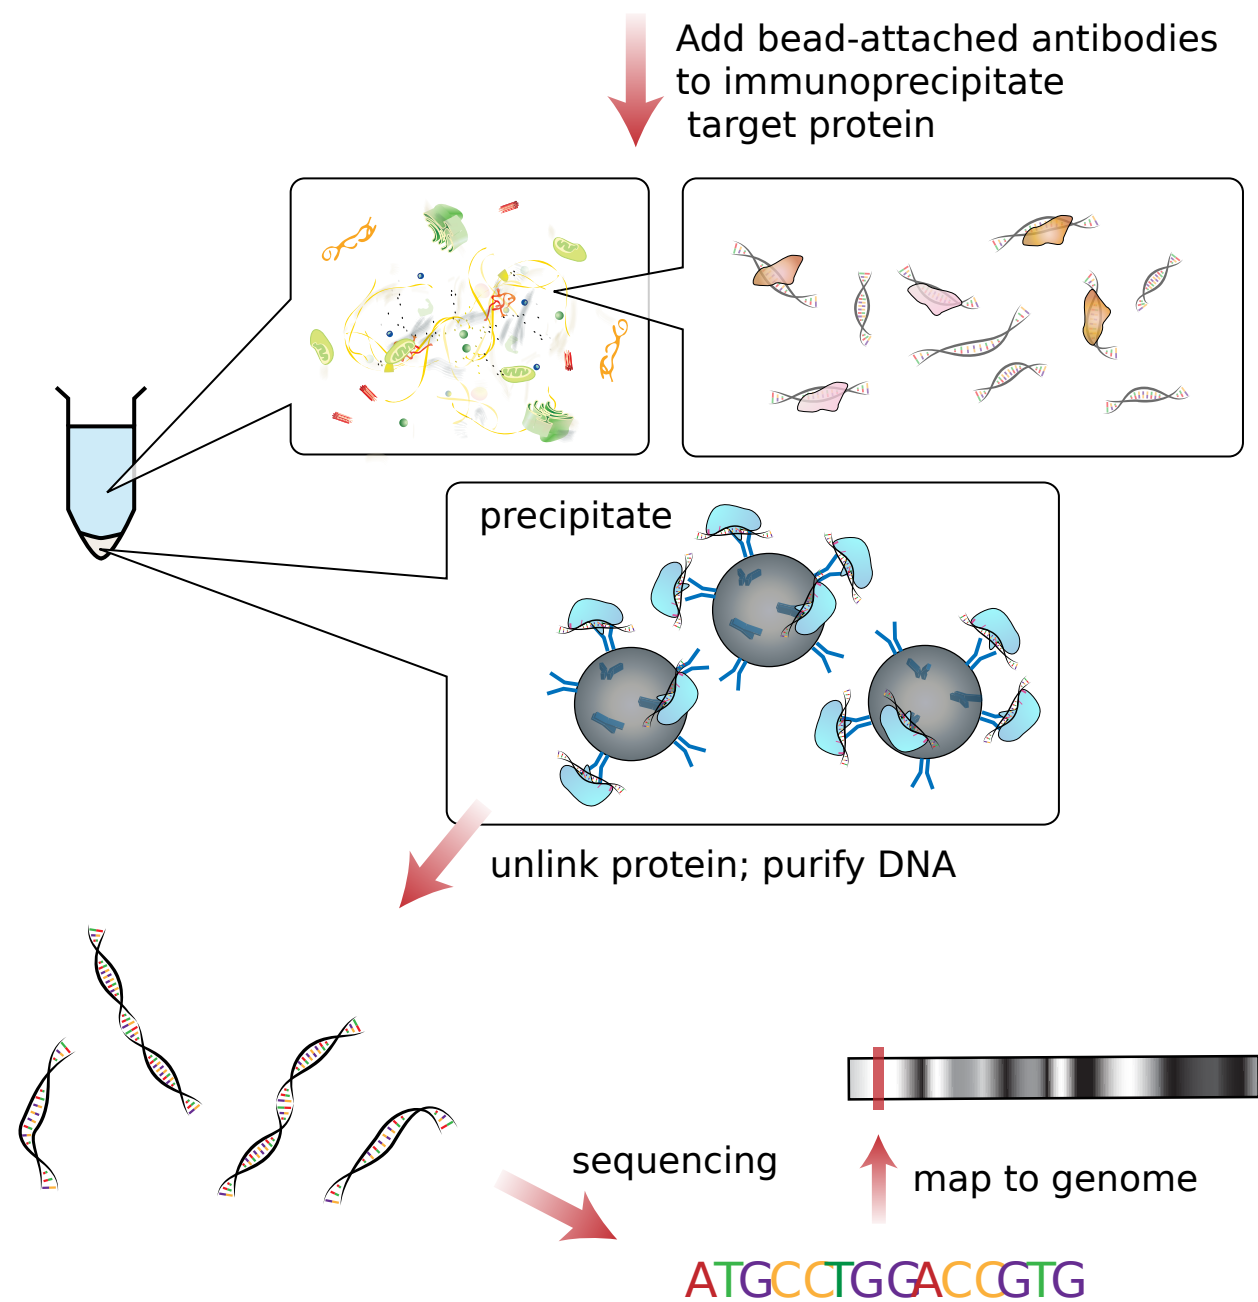 Add bead-attached antibodies
to immunoprecipitate
target protein
precipitate
unlink protein; purify DNA
sequencing
map to genome
ATGCCTGGACCGTG